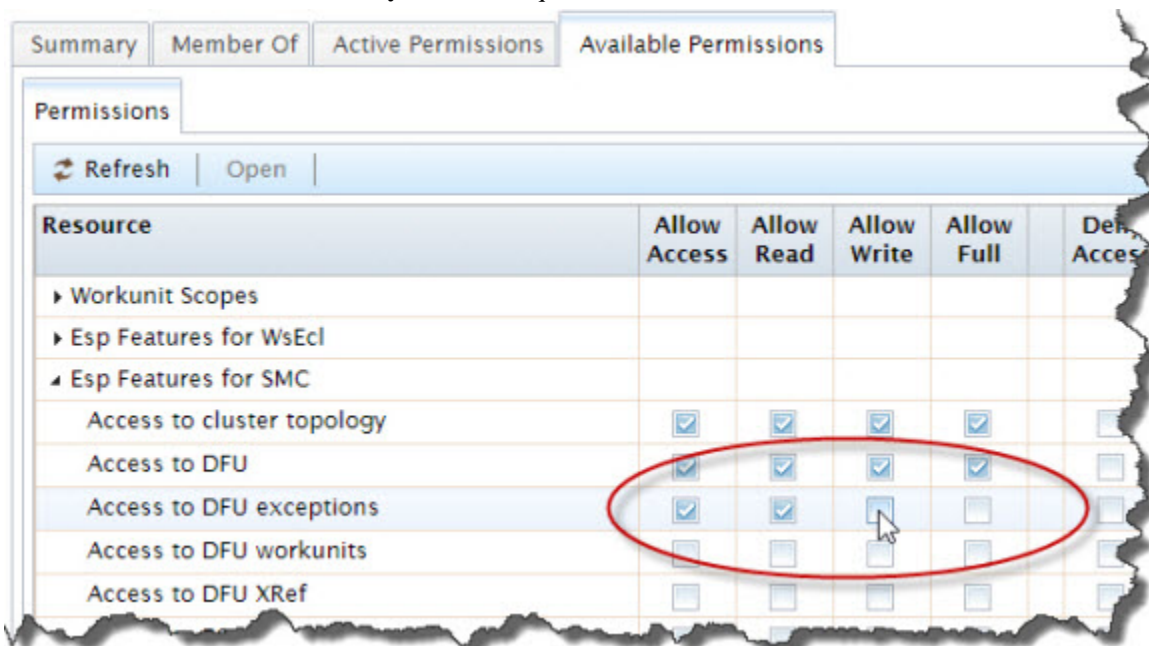 Summary Member Of Active Permissions Available Permissions
Permissions
Refresh Open
Resource Allow Access Allow Read Allow Write Allow Full
Workunit Scopes
Esp Features for WsEcl
Esp Features for SMC
Access to cluster topology
Access to DFU
Access to DFU exceptions
Access to DFU workunits
Access to DFU XRef